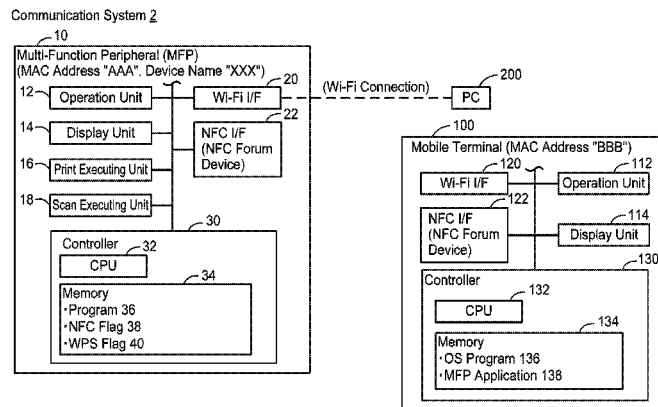 Communication System 2
10
Multi-Function Peripheral (MFP)
(MAC Address "AAA", Device Name "XXX")
12
Operation Unit
20
Wi-Fi I/F
14
Display Unit
22
NFC I/F
(NFC Forum
Device)
16
Print Executing Unit
18
Scan Executing Unit
30
Controller
32
CPU
34
Memory
·Program 36
·NFC Flag 38
·WPS Flag 40
(Wi-Fi Connection)
200
PC
100
Mobile Terminal (MAC Address "BBB")
120
Wi-Fi I/F
112
Operation Unit
122
NFC I/F
(NFC Forum
Device)
114
Display Unit
130
Controller
132
CPU
134
Memory
·OS Program 136
·MFP Application 138